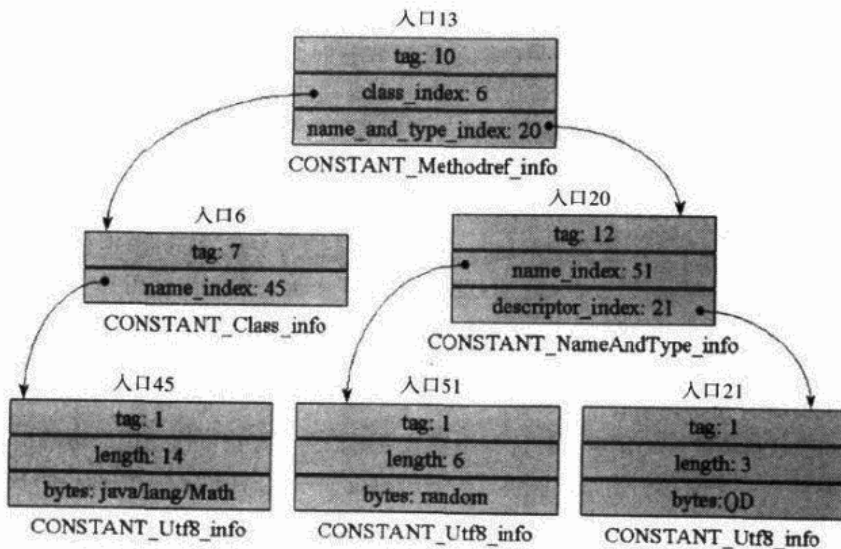 入口13
tag: 10
class_index: 6
name_and_type_index: 20
CONSTANT_Methodref_info
入口6
tag: 7
name_index: 45
CONSTANT_Class_info
入口20
tag: 12
name_index: 51
descriptor_index: 21
CONSTANT_NameAndType_info
入口45
tag: 1
length: 14
bytes: java/lang/Math
CONSTANT_Utf8_info
入口51
tag: 1
length: 6
bytes: random
CONSTANT_Utf8_info
入口21
tag: 1
length: 3
bytes:()D
CONSTANT_Utf8_info